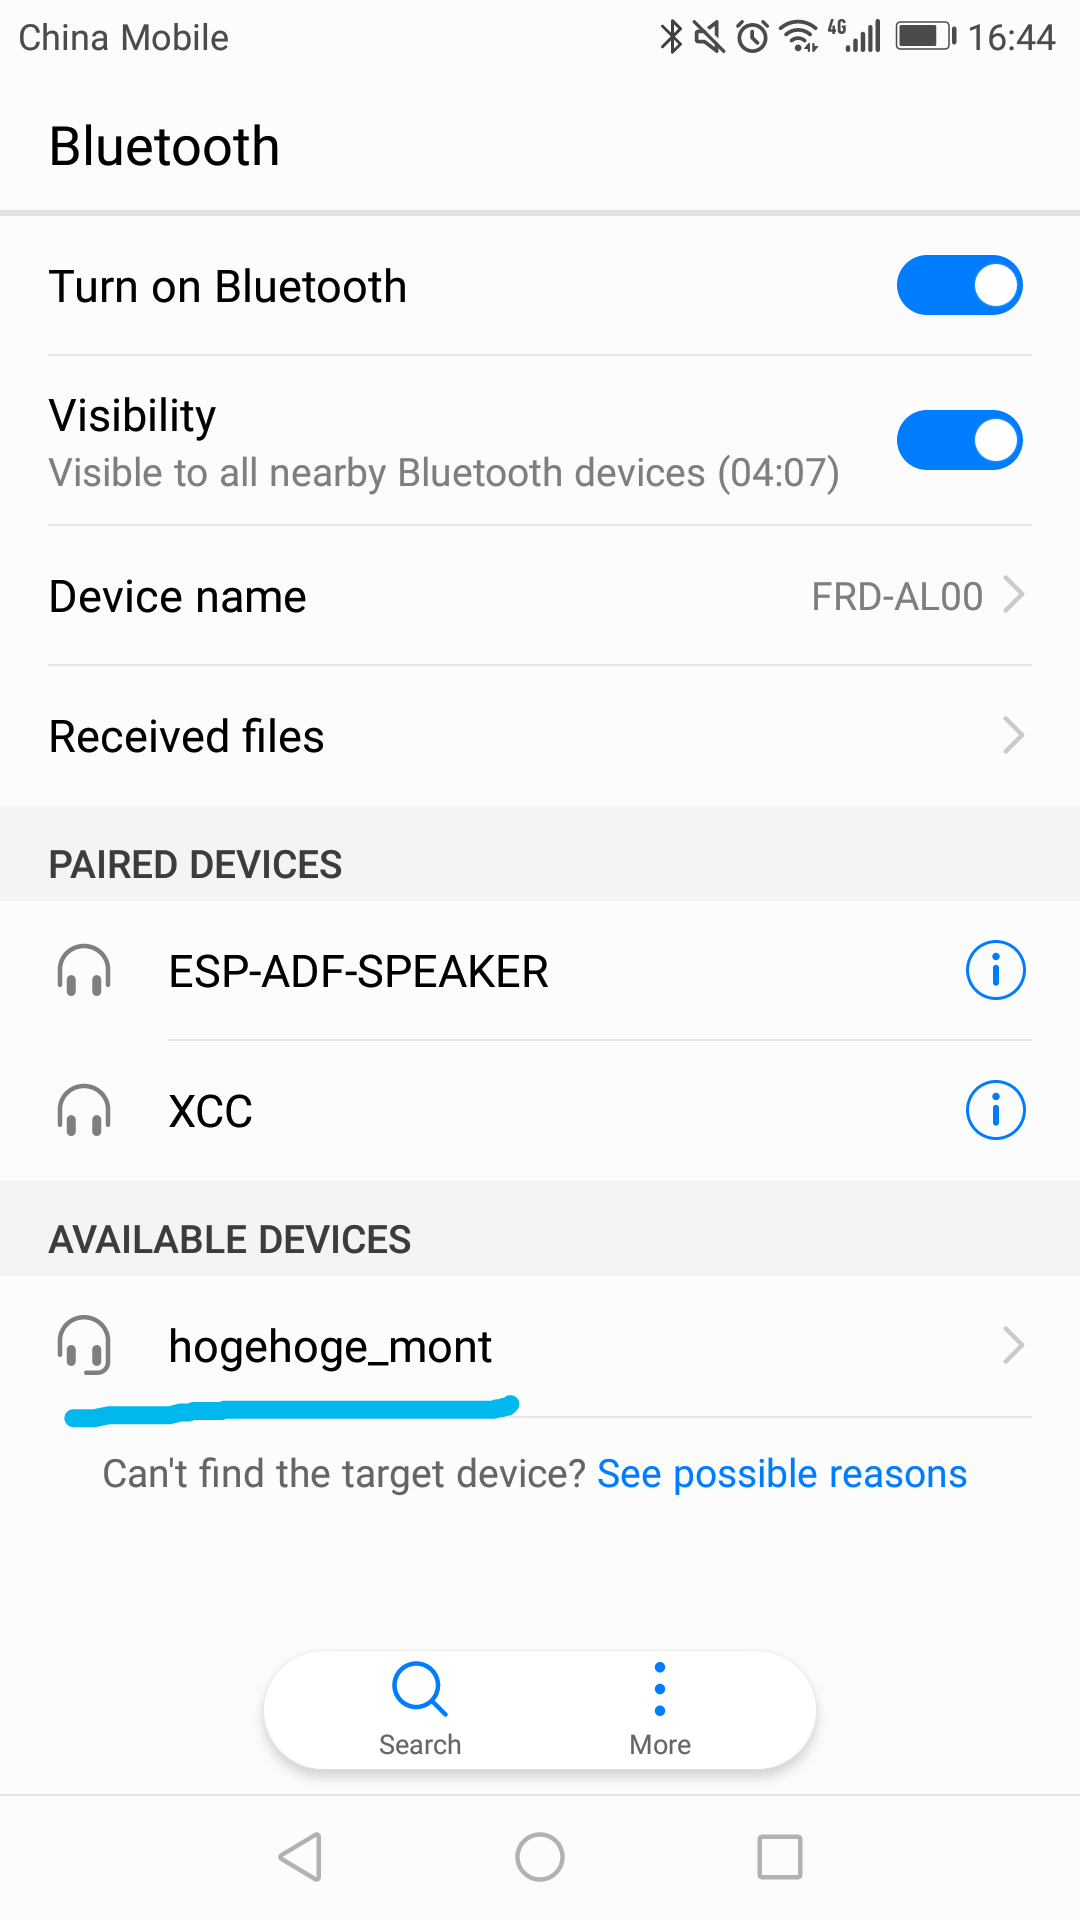 China Mobile 4G 16:44
Bluetooth
Turn on Bluetooth
Visibility
Visible to all nearby Bluetooth devices (04:07)
Device name FRD-AL00
Received files
PAIRED DEVICES
ESP-ADF-SPEAKER
XCC
AVAILABLE DEVICES
hogehoge_mont
Can't find the target device? See possible reasons
Search More